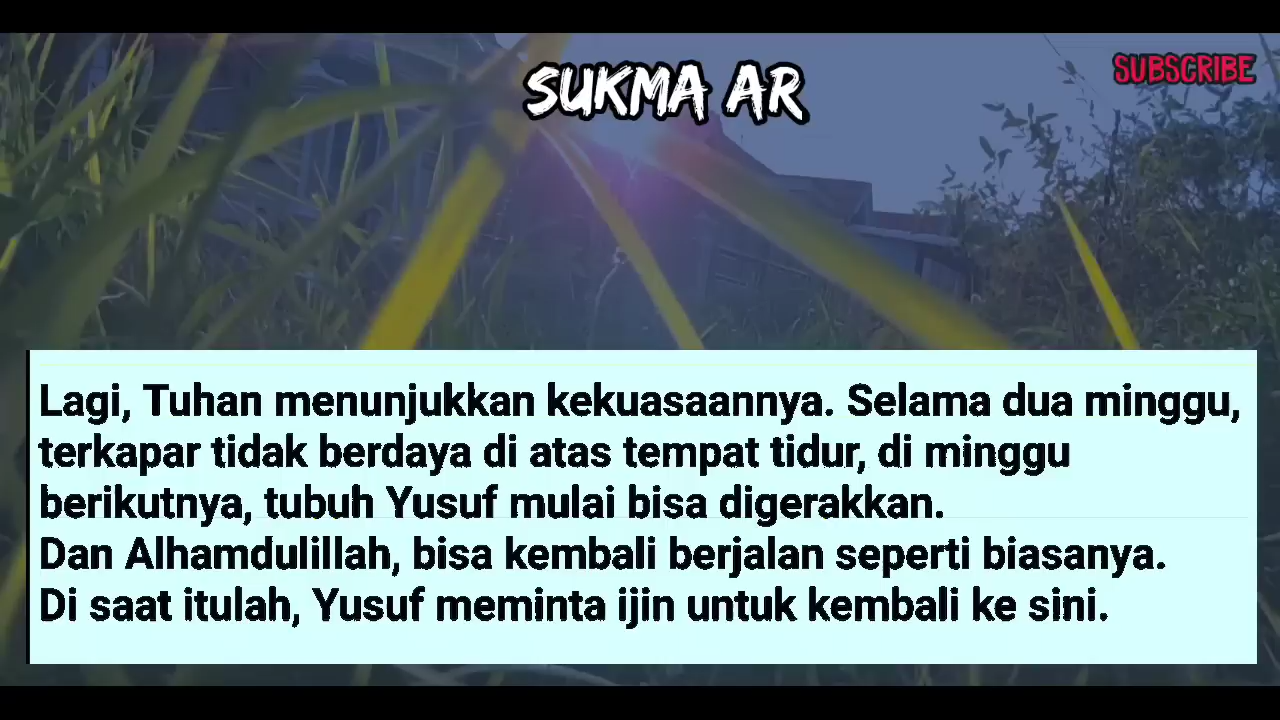 SUKMA AR
SUBSCRIBE
Lagi, Tuhan menunjukkan kekuasaannya. Selama dua minggu,
terkapar tidak berdaya di atas tempat tidur, di minggu
berikutnya, tubuh Yusuf mulai bisa digerakkan.
Dan Alhamdulillah, bisa kembali berjalan seperti biasanya.
Di saat itulah, Yusuf meminta ijin untuk kembali ke sini.